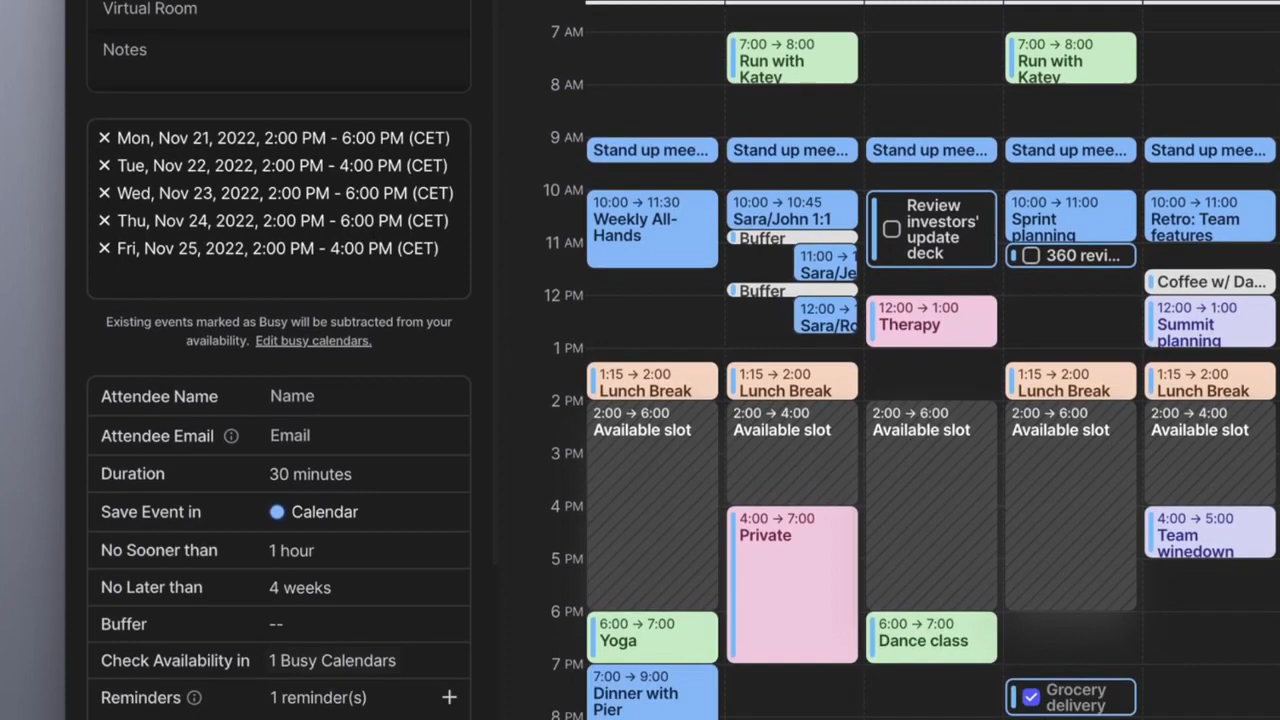 Virtual Room
Notes
× Mon, Nov 21, 2022, 2:00 PM - 6:00 PM (CET)
× Tue, Nov 22, 2022, 2:00 PM - 4:00 PM (CET)
× Wed, Nov 23, 2022, 2:00 PM - 6:00 PM (CET)
× Thu, Nov 24, 2022, 2:00 PM - 6:00 PM (CET)
× Fri, Nov 25, 2022, 2:00 PM - 4:00 PM (CET)
Existing events marked as Busy will be subtracted from your
availability. Edit busy calendars.
Attendee Name Name
Attendee Email Email
Duration 30 minutes
Save Event in Calendar
No Sooner than 1 hour
No Later than 4 weeks
Buffer --
Check Availability in 1 Busy Calendars
Reminders 1 reminder(s) +
7 AM
8 AM
9 AM
10 AM
11 AM
12 PM
1 PM
2 PM
3 PM
4 PM
5 PM
6 PM
7 PM
8 PM
Stand up mee...
10:00 → 11:30
Weekly All-
Hands
1:15 → 2:00
Lunch Break
2:00 → 6:00
Available slot
6:00 → 7:00
Yoga
7:00 → 9:00
Dinner with
Pier
7:00 → 8:00
Run with
Katey
Stand up mee...
10:00 → 10:45
Sara/John 1:1
Buffer
11:00 → 1
Sara/Je
Buffer
12:00 →
Sara/Ro
1:15 → 2:00
Lunch Break
2:00 → 4:00
Available slot
4:00 → 7:00
Private
Stand up mee...
Review
investors'
update
deck
12:00 → 1:00
Therapy
2:00 → 6:00
Available slot
6:00 → 7:00
Dance class
7:00 → 8:00
Run with
Katey
Stand up mee...
10:00 → 11:00
Sprint
planning
360 revi...
1:15 → 2:00
Lunch Break
2:00 → 6:00
Available slot
Grocery
delivery
Stand up mee...
10:00 → 11:00
Retro: Team
features
Coffee w/ Da...
12:00 → 1:00
Summit
planning
1:15 → 2:00
Lunch Break
2:00 → 4:00
Available slot
4:00 → 5:00
Team
winedown